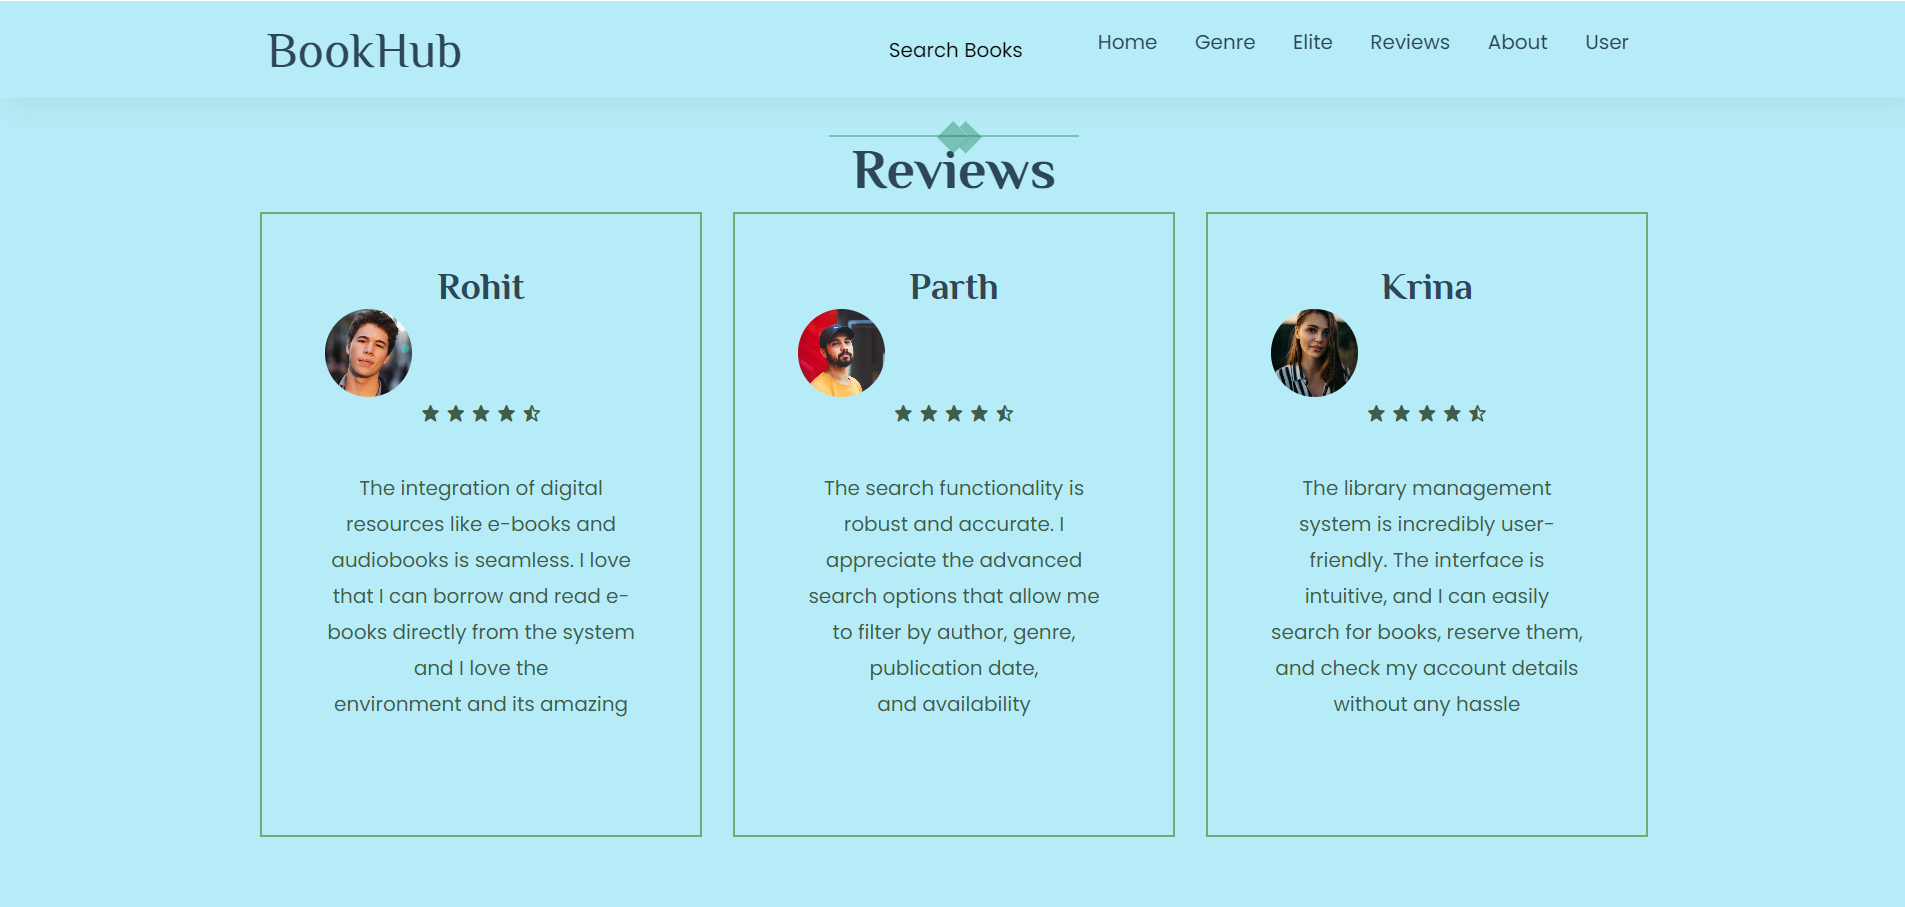 BookHub
Search Books
Home
Genre
Elite
Reviews
About
User
Reviews
Rohit
The integration of digital
resources like e-books and
audiobooks is seamless. I love
that I can borrow and read e-
books directly from the system
and I love the
environment and its amazing
Parth
The search functionality is
robust and accurate. I
appreciate the advanced
search options that allow me
to filter by author, genre,
publication date,
and availability
Krina
The library management
system is incredibly user-
friendly. The interface is
intuitive, and I can easily
search for books, reserve them,
and check my account details
without any hassle